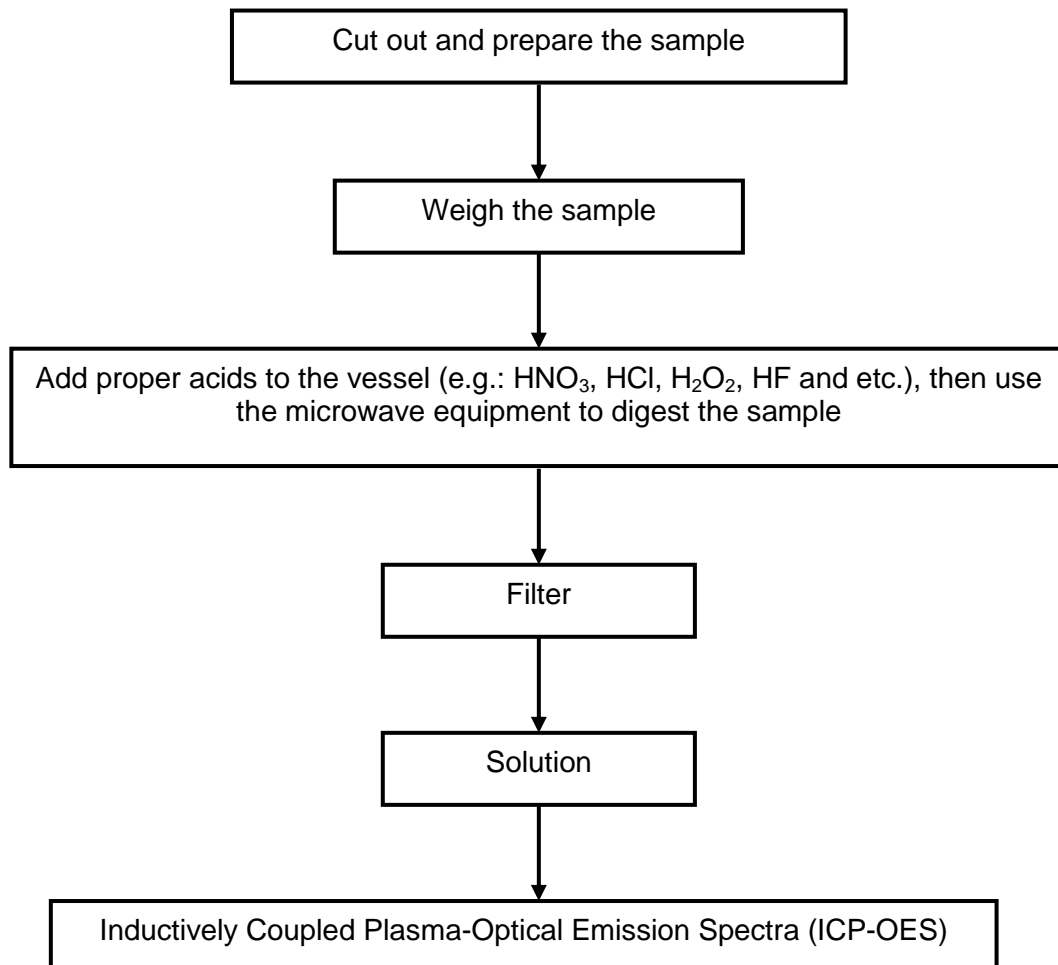 Cut out and prepare the sample
Weigh the sample
Add proper acids to the vessel (e.g.: HNO₃, HCl, H₂O₂, HF and etc.), then use
the microwave equipment to digest the sample
Filter
Solution
Inductively Coupled Plasma-Optical Emission Spectra (ICP-OES)